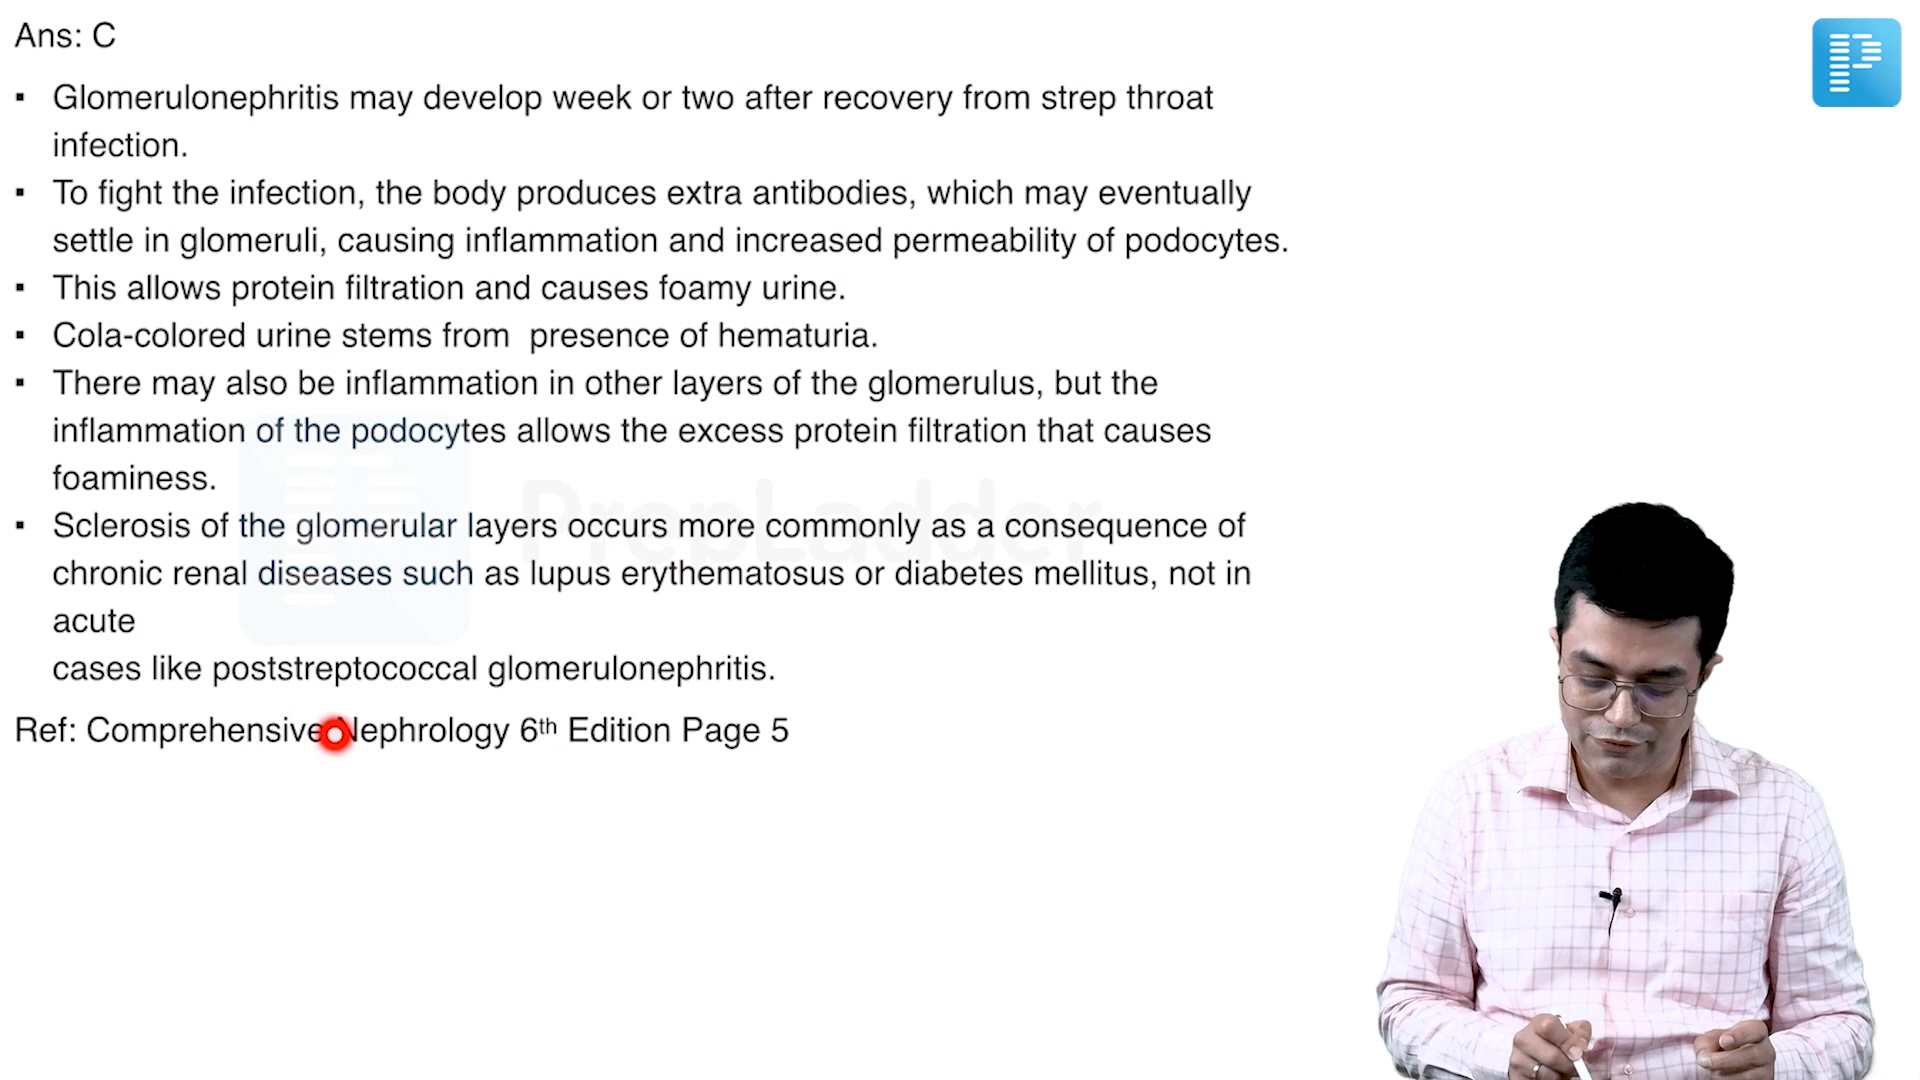 Ans: C
▪ Glomerulonephritis may develop week or two after recovery from strep throat
infection.
▪ To fight the infection, the body produces extra antibodies, which may eventually
settle in glomeruli, causing inflammation and increased permeability of podocytes.
▪ This allows protein filtration and causes foamy urine.
▪ Cola-colored urine stems from  presence of hematuria.
▪ There may also be inflammation in other layers of the glomerulus, but the
inflammation of the podocytes allows the excess protein filtration that causes
foaminess.
PrepLadder
▪ Sclerosis of the glomerular layers occurs more commonly as a consequence of
chronic renal diseases such as lupus erythematosus or diabetes mellitus, not in
acute
cases like poststreptococcal glomerulonephritis.
Ref: Comprehensive Nephrology 6th Edition Page 5